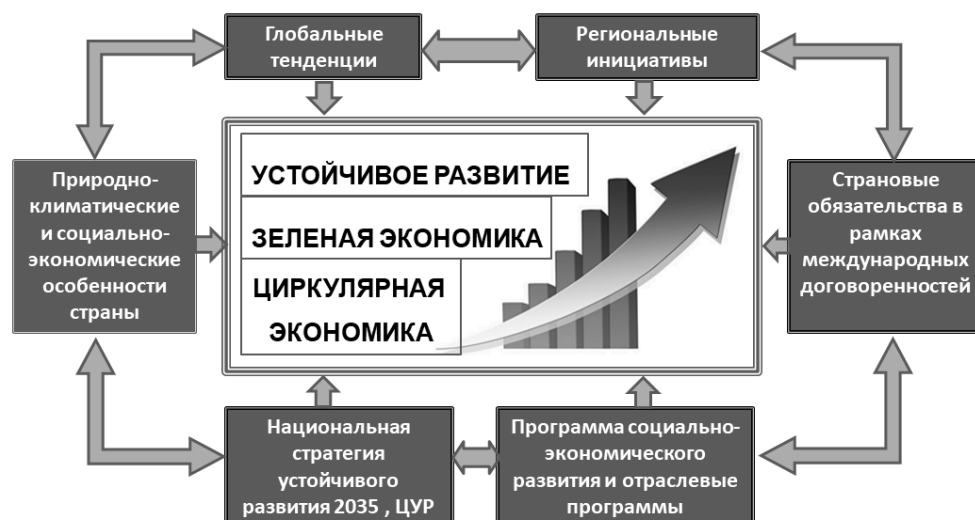 Глобальные
тенденции
Региональные
инициативы
Природно-
климатические
и социально-
экономические
особенности
страны
УСТОЙЧИВОЕ РАЗВИТИЕ
ЗЕЛЕНАЯ ЭКОНОМИКА
ЦИРКУЛЯРНАЯ
ЭКОНОМИКА
Страновые
обязательства в
рамках
международных
договоренностей
Национальная
стратегия
устойчивого
развития 2035 , ЦУР
Программа социально-
экономического
развития и отраслевые
программы